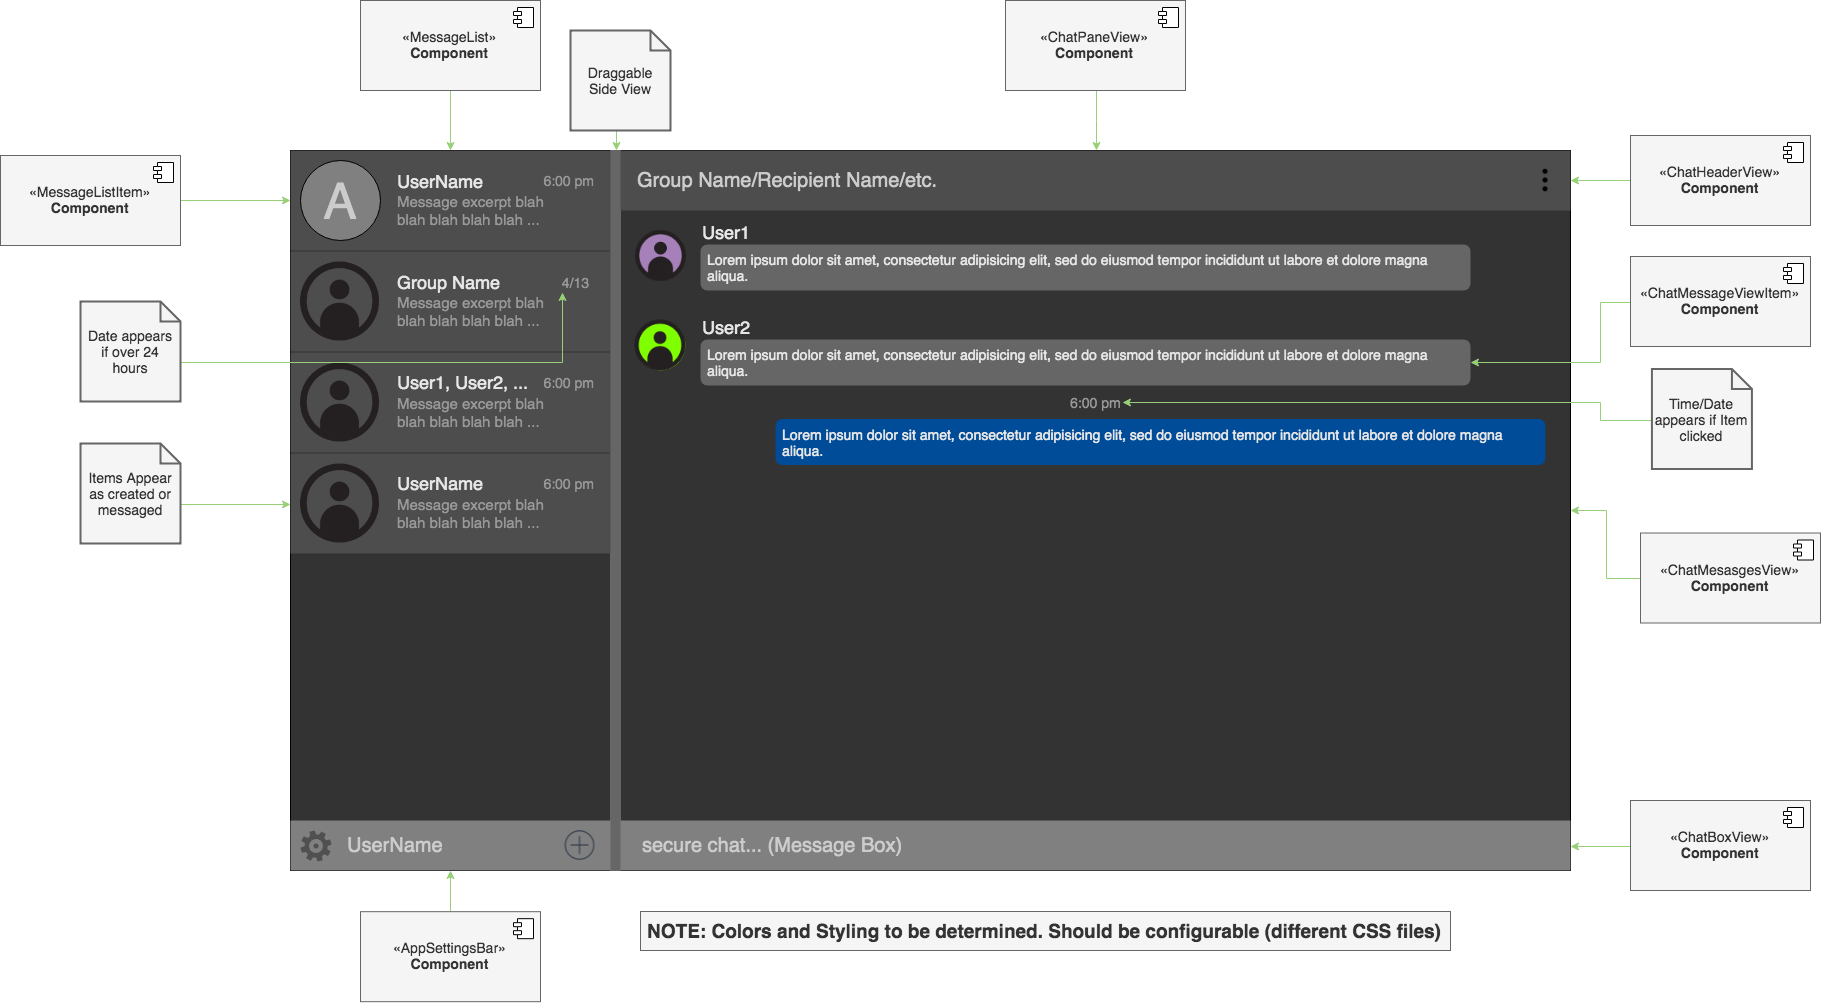 «MessageList»
Component
Draggable
Side View
«ChatPaneView»
Component
«MessageListItem»
Component
«ChatHeaderView»
Component
A
UserName 6:00 pm
Message excerpt blah
blah blah blah blah ...
Group Name 4/13
Message excerpt blah
blah blah blah blah ...
User1, User2, ... 6:00 pm
Message excerpt blah
blah blah blah blah ...
UserName 6:00 pm
Message excerpt blah
blah blah blah blah ...
Date appears
if over 24
hours
Items Appear
as created or
messaged
Group Name/Recipient Name/etc.
User1
Lorem ipsum dolor sit amet, consectetur adipisicing elit, sed do eiusmod tempor incididunt ut labore et dolore magna
aliqua.
User2
Lorem ipsum dolor sit amet, consectetur adipisicing elit, sed do eiusmod tempor incididunt ut labore et dolore magna
aliqua.
6:00 pm
Lorem ipsum dolor sit amet, consectetur adipisicing elit, sed do eiusmod tempor incididunt ut labore et dolore magna
aliqua.
«ChatMessageViewItem»
Component
Time/Date
appears if Item
clicked
«ChatMesasgesView»
Component
UserName
secure chat... (Message Box)
«ChatBoxView»
Component
«AppSettingsBar»
Component
NOTE: Colors and Styling to be determined. Should be configurable (different CSS files)